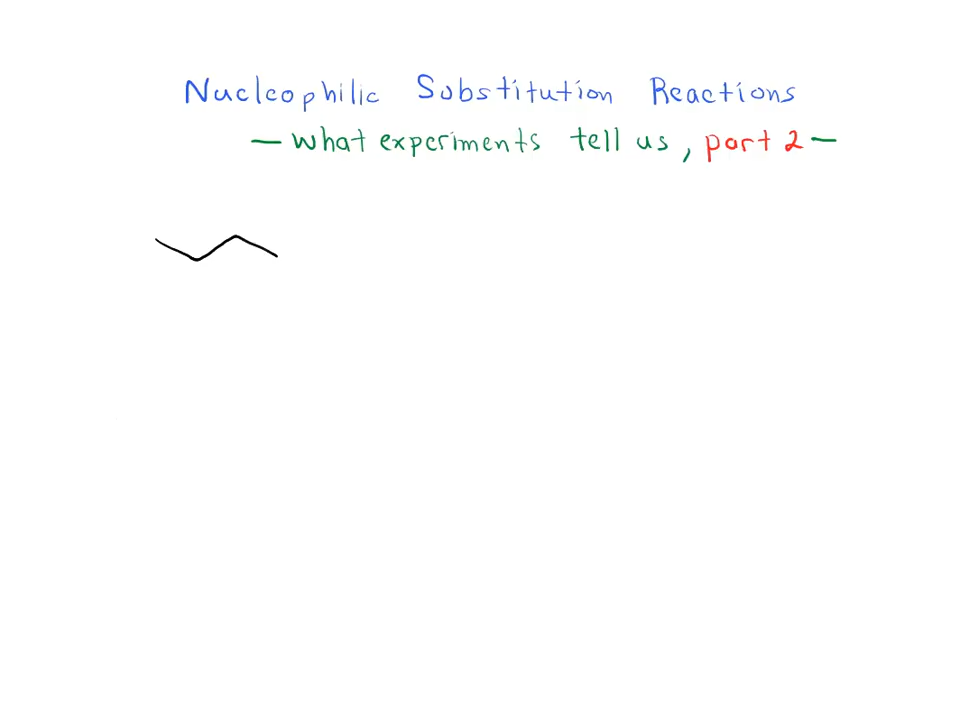 Nucleophilic Substitution Reactions
— what experiments tell us, part 2 —